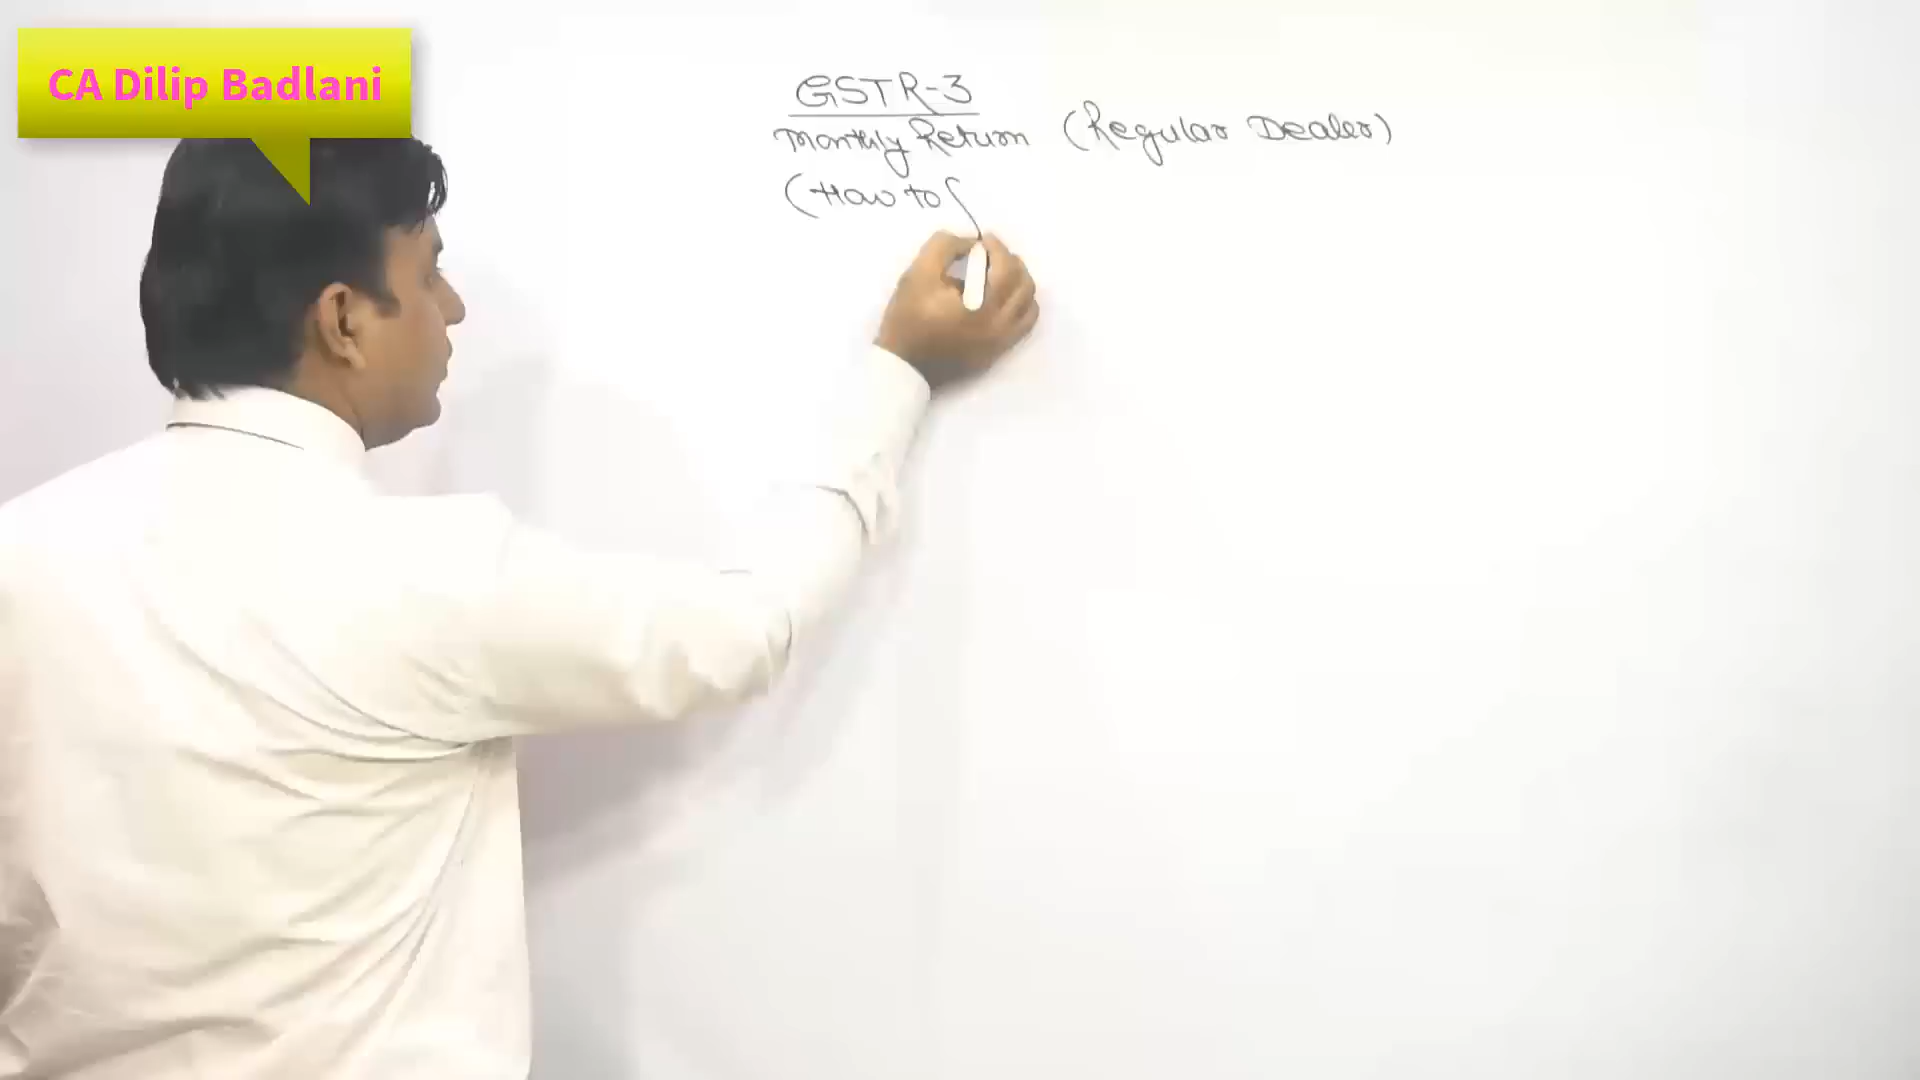 CA Dilip Badlani
GSTR-3
Monthly Return (Regular Dealer)
(How to